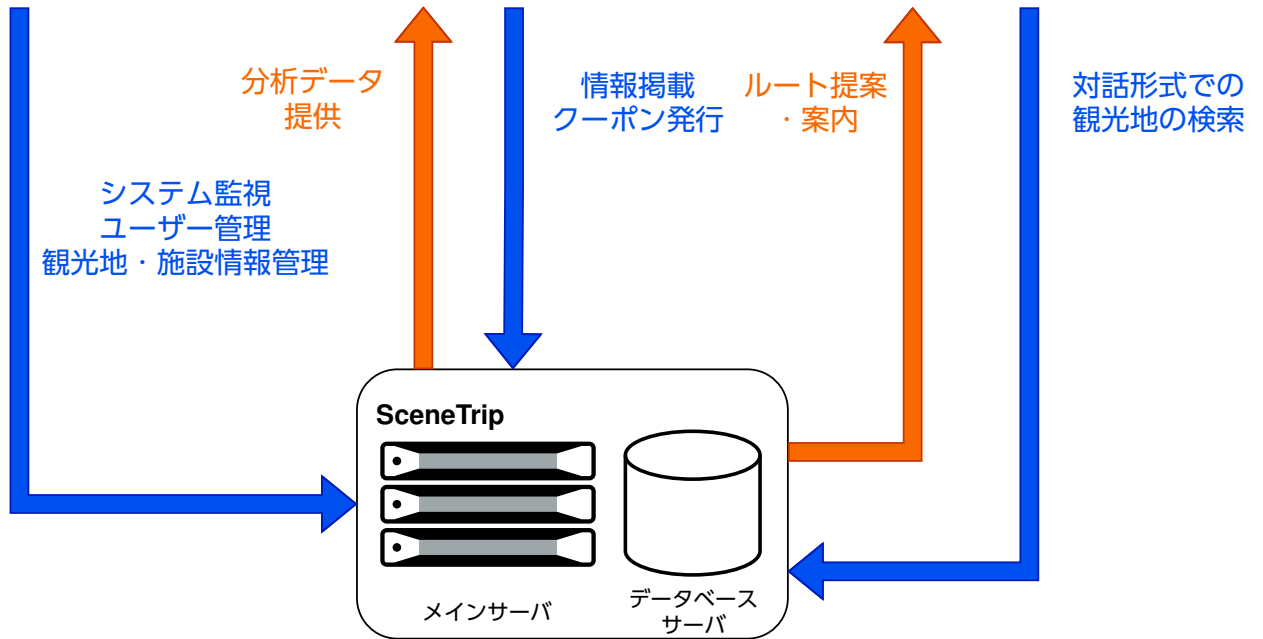 分析データ
提供
情報掲載
クーポン発行
ルート提案
・案内
対話形式での
観光地の検索
システム監視
ユーザー管理
観光地・施設情報管理
SceneTrip
メインサーバ
データベース
サーバ